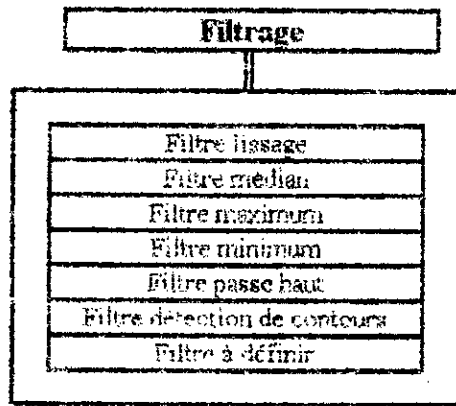 Filtrage
Filtre lissage
Filtre médian
Filtre maximum
Filtre minimum
Filtre passe haut
Filtre détection de contours
Filtre à définir